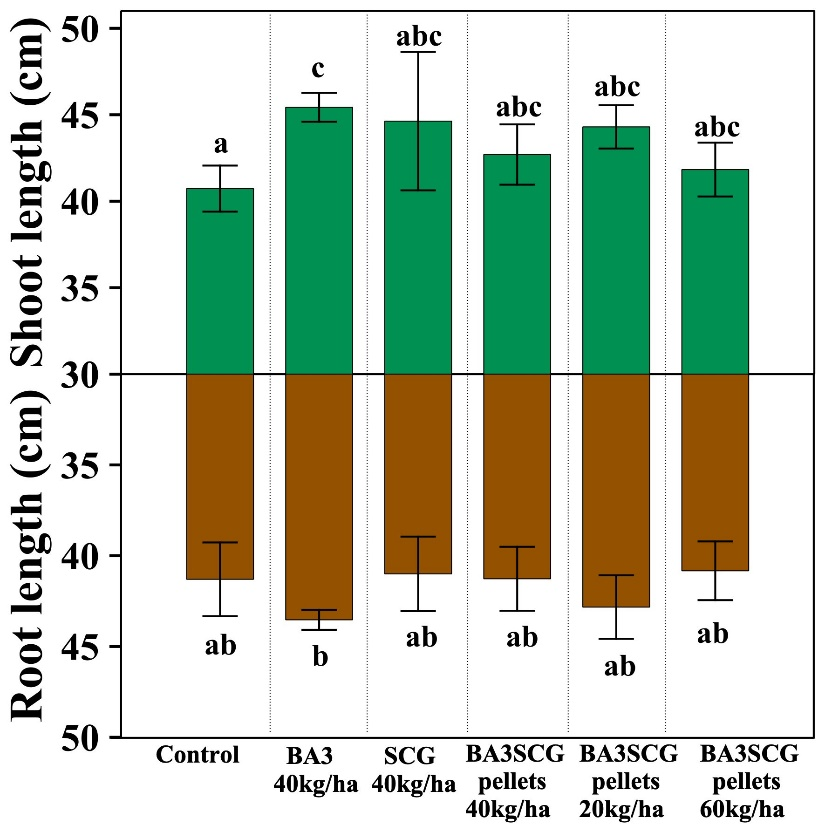 Shoot length (cm)
50
45
40
35
30
a
c
abc
abc
abc
abc
Root length (cm)
35
40
45
50
ab
b
ab
ab
ab
ab
Control
BA3
40kg/ha
SCG
40kg/ha
BA3SCG
pellets
40kg/ha
BA3SCG
pellets
20kg/ha
BA3SCG
pellets
60kg/ha